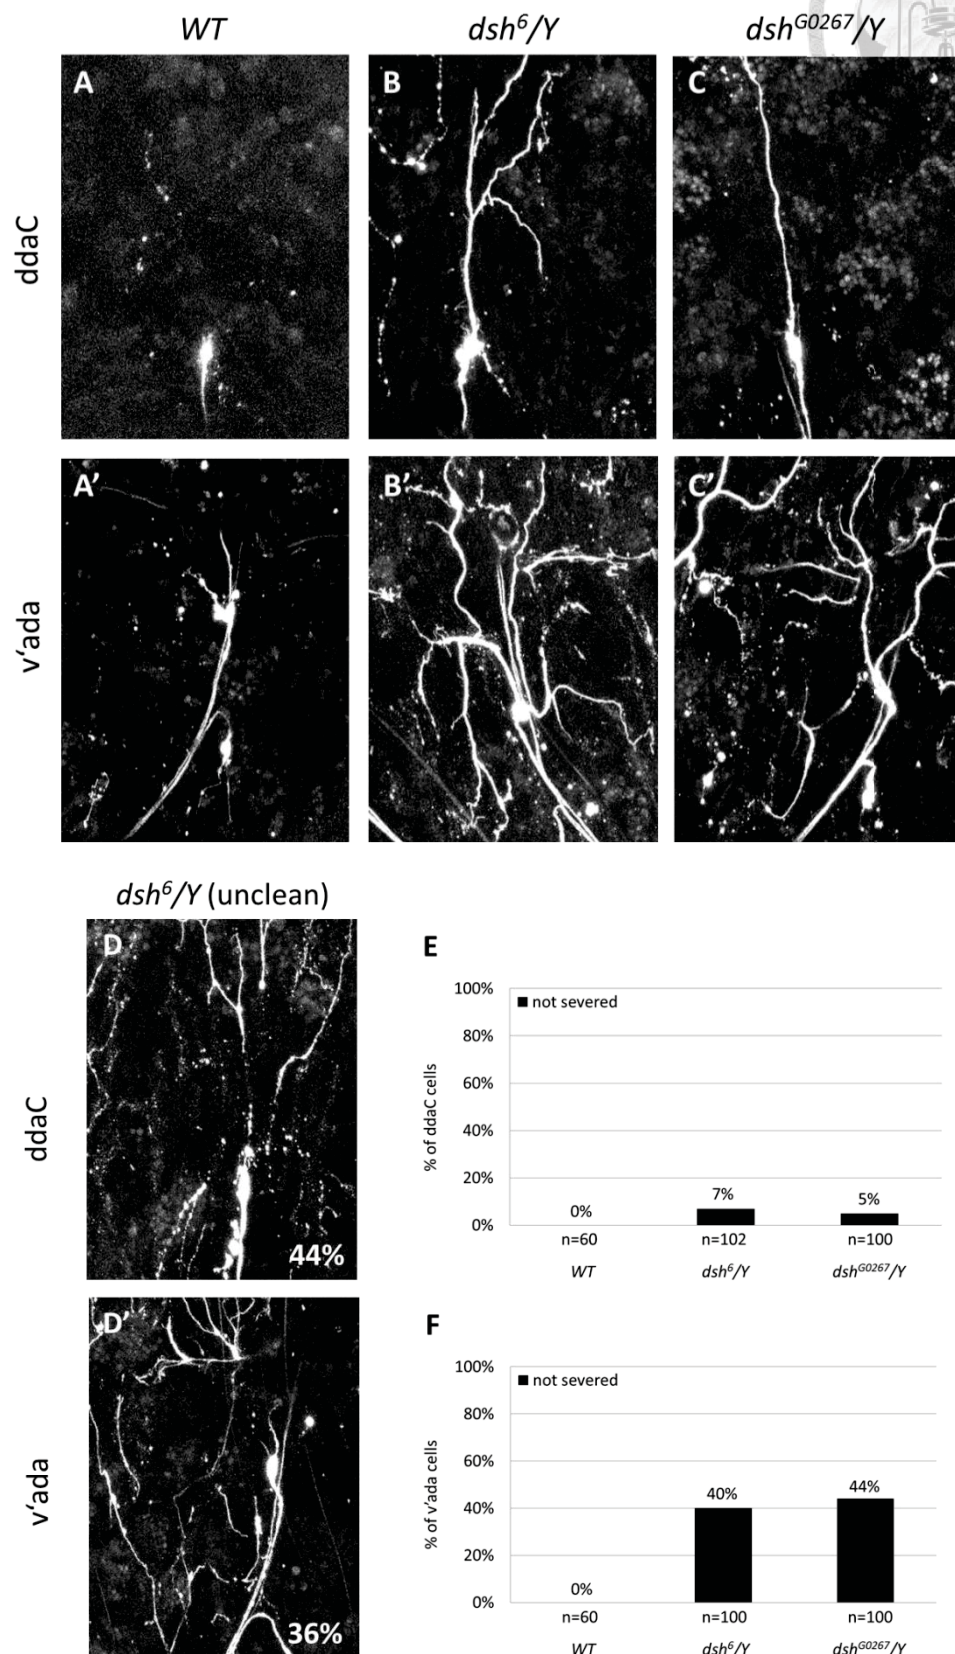 WT dsh⁶/Y dshᴳ⁰²⁶⁷/Y
A B C
ddaC
A’ B’ C’
v‘ada
dsh⁶/Y (unclean)
D
ddaC
44%
D’
v‘ada
36%
E
100%
not severed
80%
60%
40%
20%
0%
% of ddaC cells
0% 7% 5%
n=60 n=102 n=100
WT dsh⁶/Y dshᴳ⁰²⁶⁷/Y
F
100%
not severed
80%
60%
40%
20%
0%
% of v‘ada cells
0% 40% 44%
n=60 n=100 n=100
WT dsh⁶/Y dshᴳ⁰²⁶⁷/Y